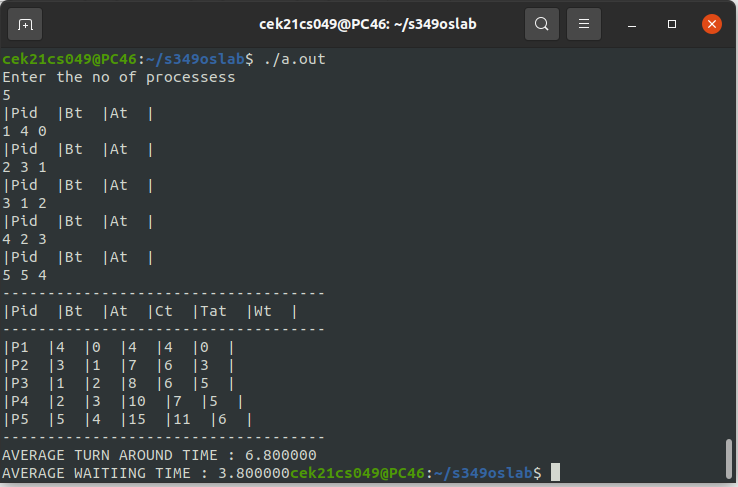 cek21cs049@PC46: ~/s349oslab
cek21cs049@PC46:~/s349oslab$ ./a.out
Enter the no of processess
5
|Pid  |Bt  |At  |
1 4 0
|Pid  |Bt  |At  |
2 3 1
|Pid  |Bt  |At  |
3 1 2
|Pid  |Bt  |At  |
4 2 3
|Pid  |Bt  |At  |
5 5 4
------------------------------------
|Pid  |Bt  |At  |Ct  |Tat  |Wt  |
------------------------------------
|P1  |4  |0  |4  |4  |0  |
|P2  |3  |1  |7  |6  |3  |
|P3  |1  |2  |8  |6  |5  |
|P4  |2  |3  |10  |7  |5  |
|P5  |5  |4  |15  |11  |6  |
------------------------------------
AVERAGE TURN AROUND TIME : 6.800000
AVERAGE WAITIING TIME : 3.800000cek21cs049@PC46:~/s349oslab$